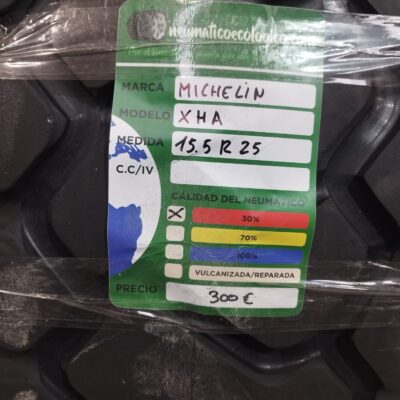 neumaticoecologico
MARCA MICHELIN
MODELO XHA
MEDIDA 15.5 R 25
C.C/IV
CALIDAD DEL NEUMÁTICO
X 30%
70%
100%
VULCANIZADA/REPARADA
PRECIO 300 €